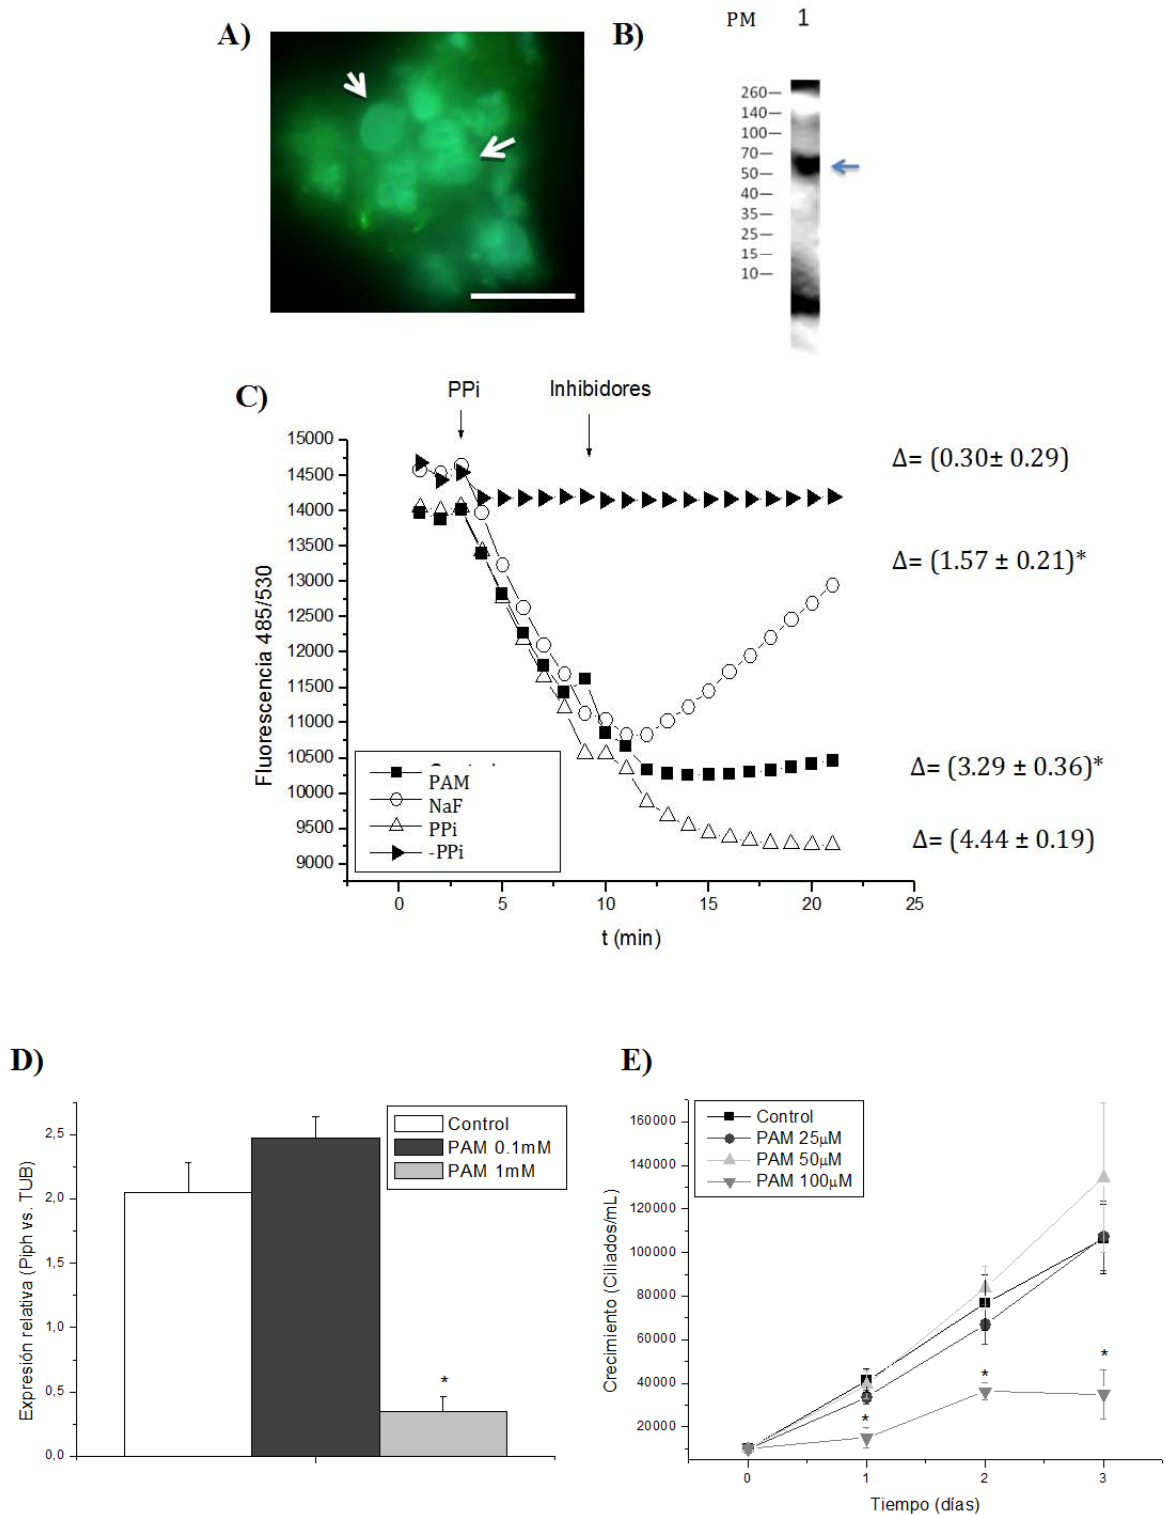 A)
B)
PM 1
260
140
100
70
50
40
35
25
15
10
C)
PPi
Inhibidores
15000
14500
14000
13500
13000
12500
12000
11500
11000
10500
10000
9500
9000
Fluorescencia 485/530
PAM
NaF
PPi
-PPi
0 5 10 15 20 25
t (min)
Δ= (0.30± 0.29)
Δ= (1.57 ± 0.21)*
Δ= (3.29 ± 0.36)*
Δ= (4.44 ± 0.19)
D)
Expresión relativa (Piph vs. TUB)
2,5
2,0
1,5
1,0
0,5
0,0
Control
PAM 0.1mM
PAM 1mM
*
E)
Crecimiento (Ciliados/mL)
160000
140000
120000
100000
80000
60000
40000
20000
Control
PAM 25µM
PAM 50µM
PAM 100µM
*
*
*
0 1 2 3
Tiempo (días)